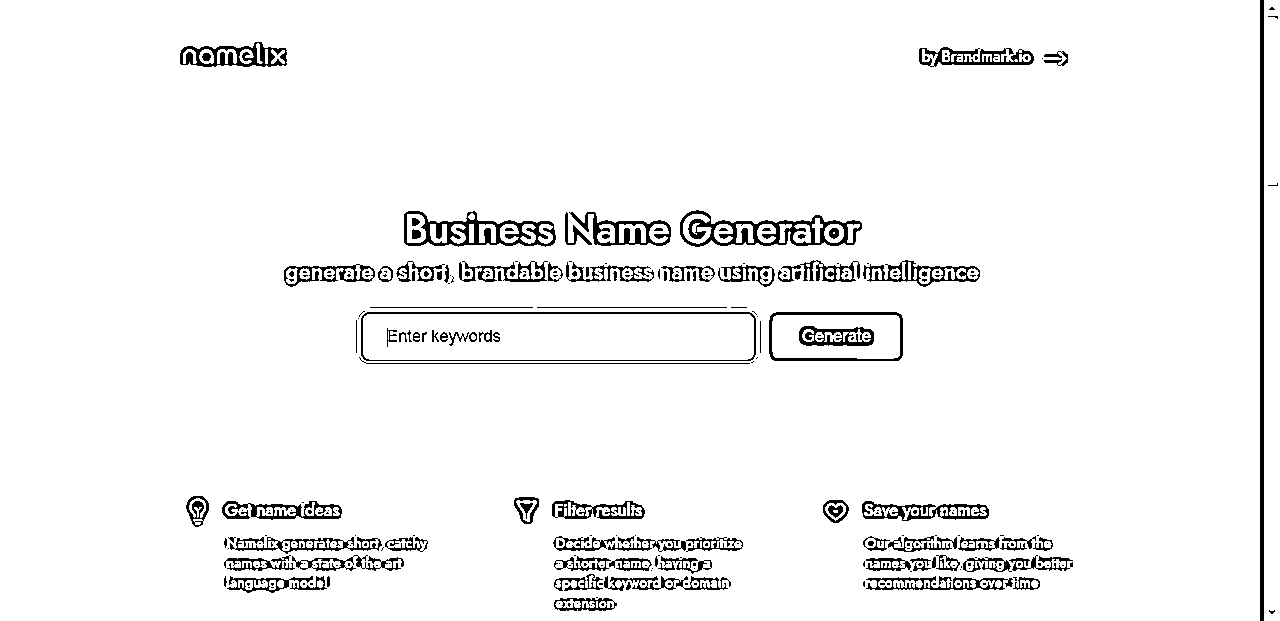 namelix
by Brandmark.io
Business Name Generator
generate a short, brandable business name using artificial intelligence
Enter keywords
Generate
Get name ideas
Namelix generates short, catchy
names with a state of the art
language model
Filter results
Decide whether you prioritize
a shorter name, having a
specific keyword or domain
extension
Save your names
Our algorithm learns from the
names you like, giving you better
recommendations over time